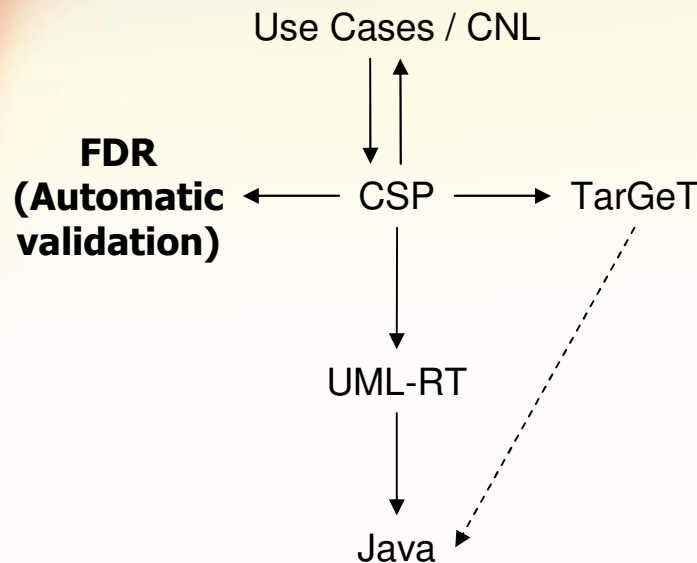 Use Cases / CNL
FDR
(Automatic
validation)
CSP
TarGeT
UML-RT
Java